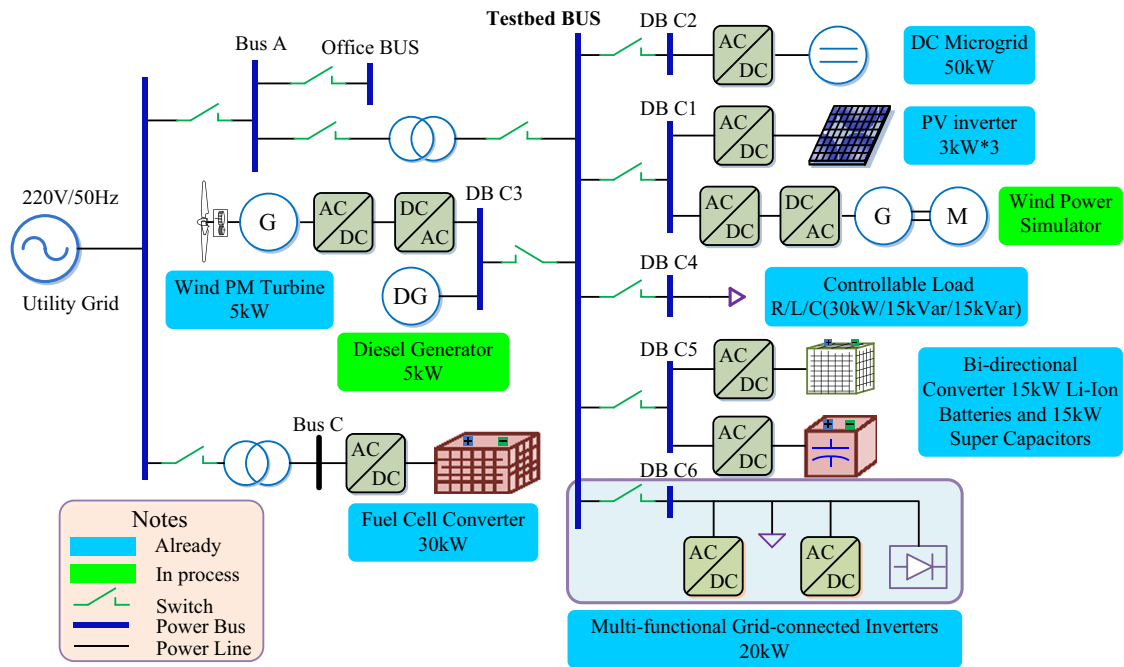 Testbed BUS
Bus A
Office BUS
220V/50Hz
Utility Grid
G
AC
DC
DC
AC
DB C3
Wind PM Turbine
5kW
DG
Diesel Generator
5kW
Bus C
AC
DC
Fuel Cell Converter
30kW
DB C2
AC
DC
DC Microgrid
50kW
DB C1
AC
DC
PV inverter
3kW*3
AC
DC
DC
AC
G
M
Wind Power
Simulator
DB C4
Controllable Load
R/L/C(30kW/15kVar/15kVar)
DB C5
AC
DC
AC
DC
Bi-directional
Converter 15kW Li-Ion
Batteries and 15kW
Super Capacitors
DB C6
AC
DC
AC
DC
Multi-functional Grid-connected Inverters
20kW
Notes
Already
In process
Switch
Power Bus
Power Line